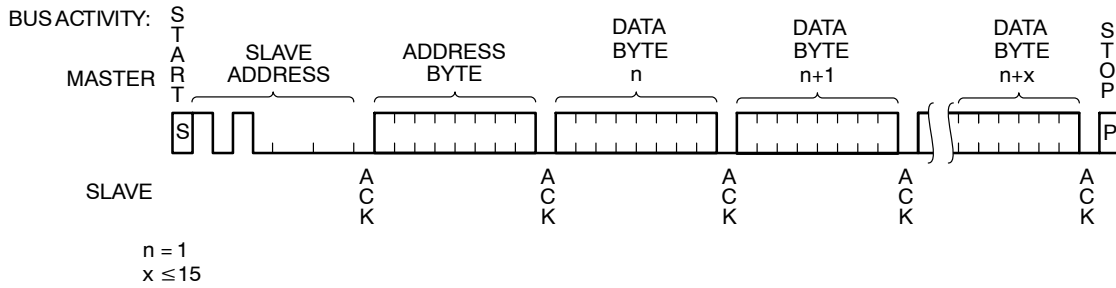 BUS ACTIVITY:
MASTER
START
SLAVE
ADDRESS
ADDRESS
BYTE
DATA
BYTE
n
DATA
BYTE
n+1
DATA
BYTE
n+x
STOP
S
P
SLAVE
ACK
ACK
ACK
ACK
ACK
n = 1
x ≤ 15